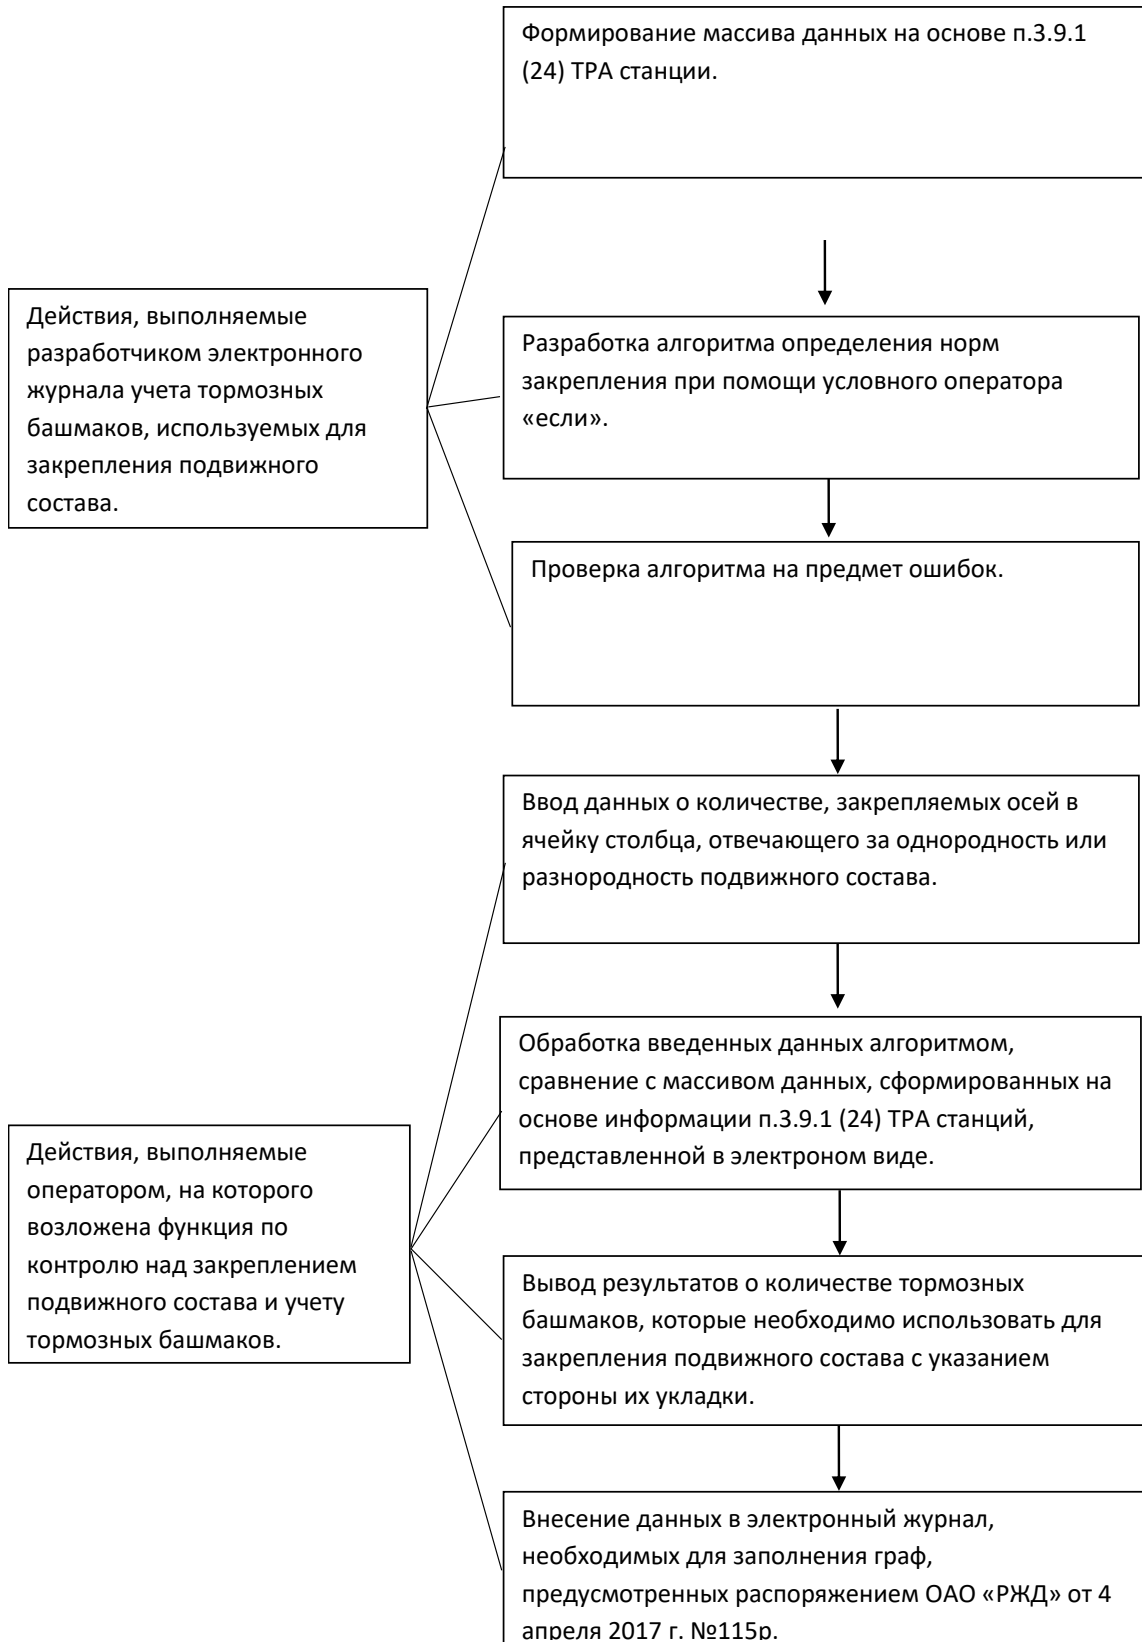 Формирование массива данных на основе п.3.9.1
(24) ТРА станции.
Действия, выполняемые
разработчиком электронного
журнала учета тормозных
башмаков, используемых для
закрепления подвижного
состава.
Разработка алгоритма определения норм
закрепления при помощи условного оператора
«если».
Проверка алгоритма на предмет ошибок.
Ввод данных о количестве, закрепляемых осей в
ячейку столбца, отвечающего за однородность или
разнородность подвижного состава.
Обработка введенных данных алгоритмом,
сравнение с массивом данных, сформированных на
основе информации п.3.9.1 (24) ТРА станций,
представленной в электроном виде.
Действия, выполняемые
оператором, на которого
возложена функция по
контролю над закреплением
подвижного состава и учету
тормозных башмаков.
Вывод результатов о количестве тормозных
башмаков, которые необходимо использовать для
закрепления подвижного состава с указанием
стороны их укладки.
Внесение данных в электронный журнал,
необходимых для заполнения граф,
предусмотренных распоряжением ОАО «РЖД» от 4
апреля 2017 г. №115р.